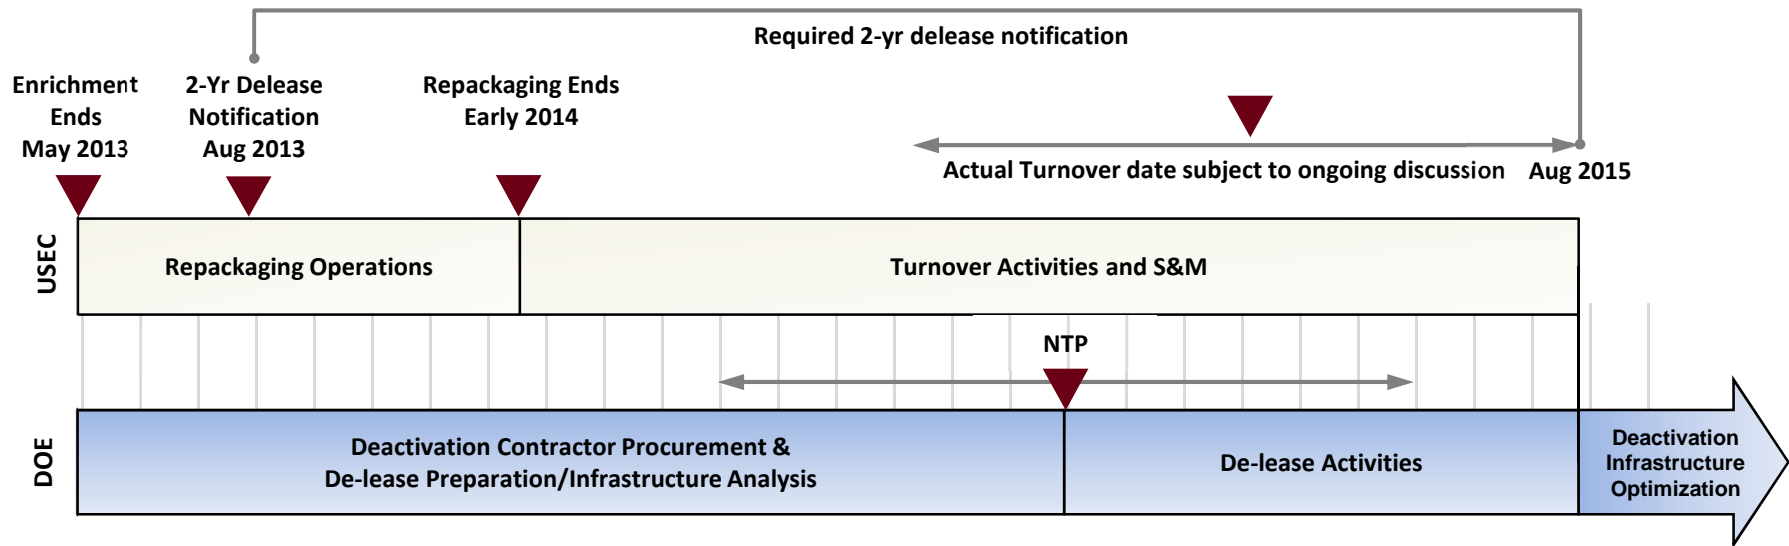 Required 2-yr delease notification
Enrichment
Ends
May 2013
2-Yr Delease
Notification
Aug 2013
Repackaging Ends
Early 2014
Actual Turnover date subject to ongoing discussion
Aug 2015
USEC
Repackaging Operations
Turnover Activities and S&M
NTP
DOE
Deactivation Contractor Procurement &
De-lease Preparation/Infrastructure Analysis
De-lease Activities
Deactivation
Infrastructure
Optimization